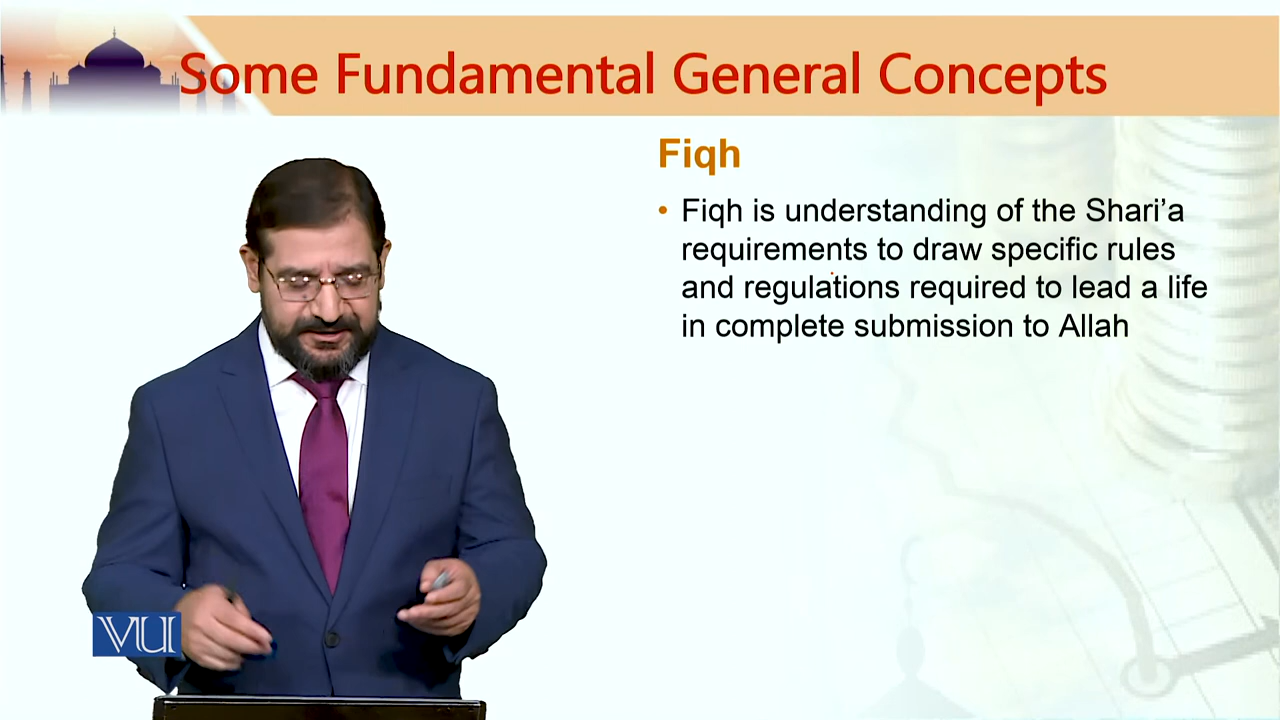 Some Fundamental General Concepts
Fiqh
• Fiqh is understanding of the Shari’a
requirements to draw specific rules
and regulations required to lead a life
in complete submission to Allah
VU